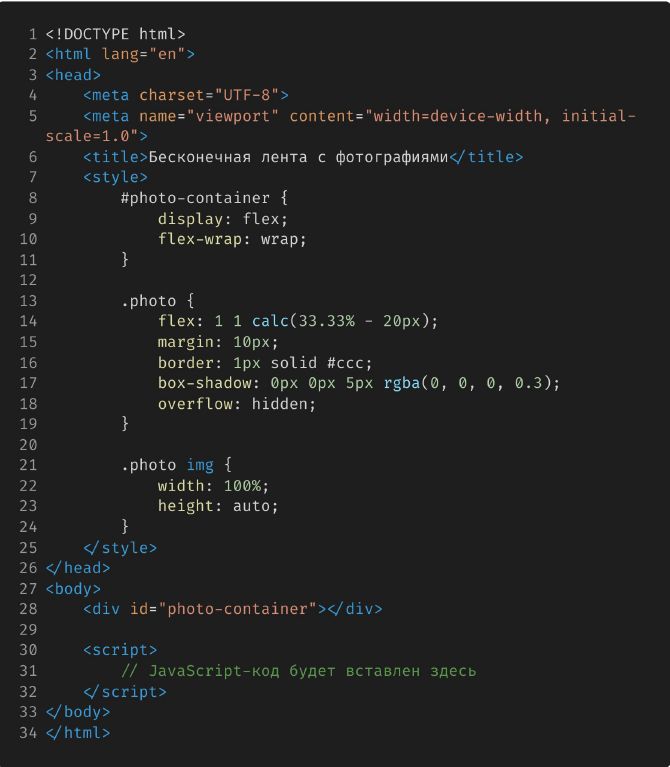 1 <!DOCTYPE html>
2 <html lang="en">
3 <head>
4     <meta charset="UTF-8">
5     <meta name="viewport" content="width=device-width, initial-
scale=1.0">
6     <title>Бесконечная лента с фотографиями</title>
7     <style>
8         #photo-container {
9             display: flex;
10             flex-wrap: wrap;
11         }
12
13         .photo {
14             flex: 1 1 calc(33.33% - 20px);
15             margin: 10px;
16             border: 1px solid #ccc;
17             box-shadow: 0px 0px 5px rgba(0, 0, 0, 0.3);
18             overflow: hidden;
19         }
20
21         .photo img {
22             width: 100%;
23             height: auto;
24         }
25     </style>
26 </head>
27 <body>
28     <div id="photo-container"></div>
29
30     <script>
31         // JavaScript-код будет вставлен здесь
32     </script>
33 </body>
34 </html>